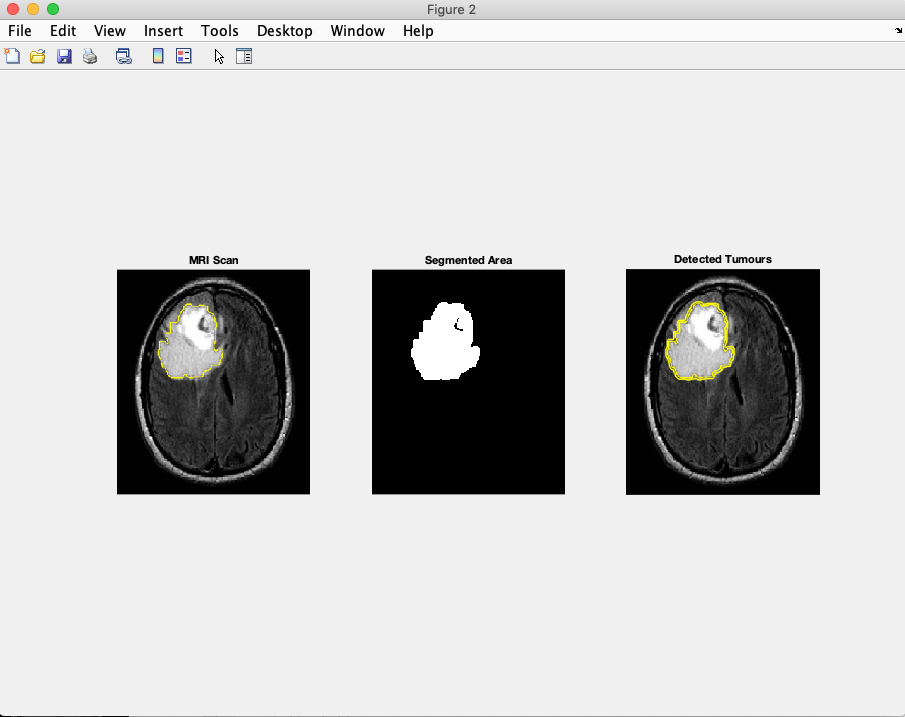 Figure 2
File Edit View Insert Tools Desktop Window Help
MRI Scan Segmented Area Detected Tumours